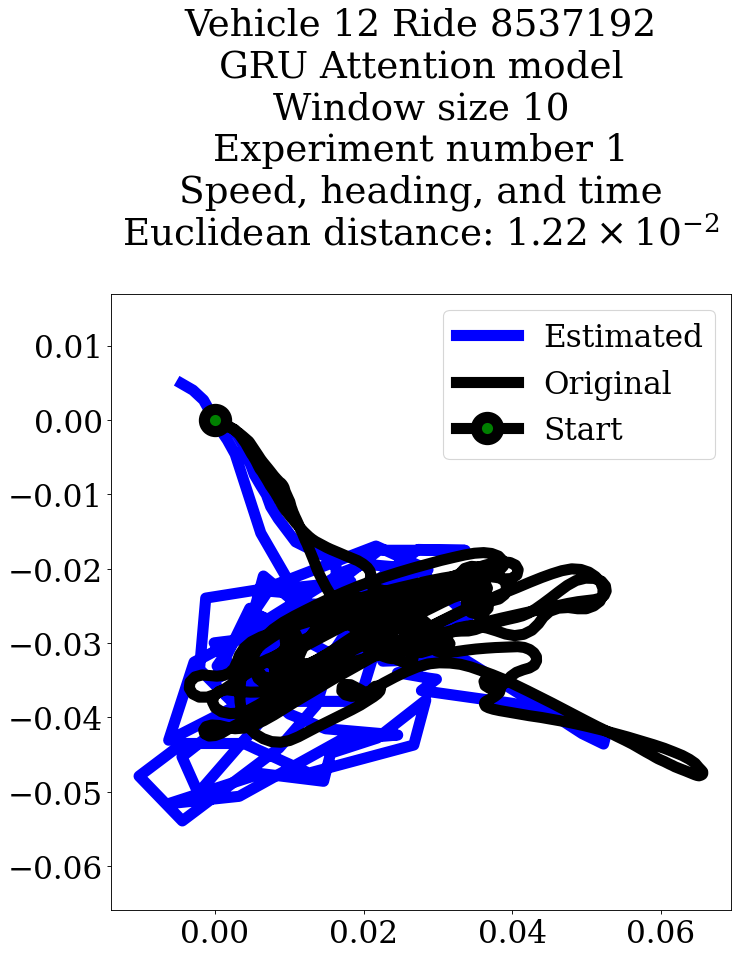 Vehicle 12 Ride 8537192
GRU Attention model
Window size 10
Experiment number 1
Speed, heading, and time
Euclidean distance: 1.22 × 10⁻²
Estimated
Original
Start
0.01
0.00
−0.01
−0.02
−0.03
−0.04
−0.05
−0.06
0.00 0.02 0.04 0.06